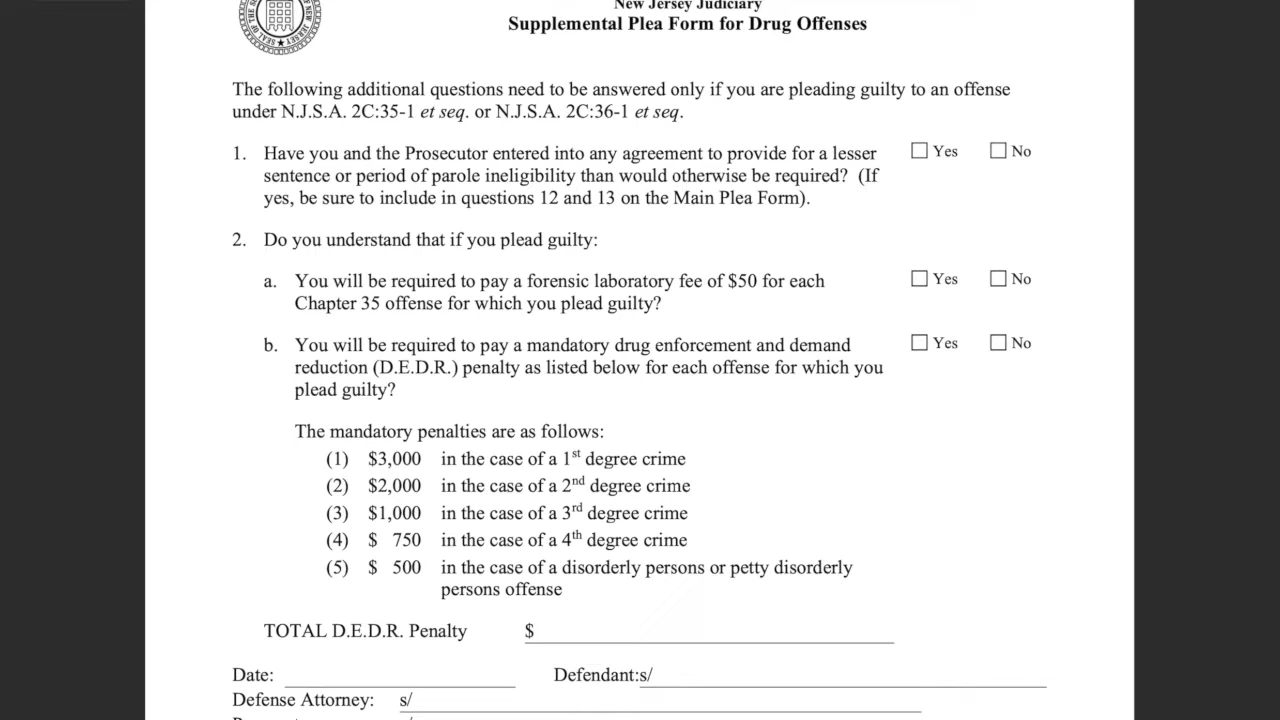 New Jersey Judiciary
Supplemental Plea Form for Drug Offenses
The following additional questions need to be answered only if you are pleading guilty to an offense
under N.J.S.A. 2C:35-1 et seq. or N.J.S.A. 2C:36-1 et seq.
1. Have you and the Prosecutor entered into any agreement to provide for a lesser ☐ Yes ☐ No
sentence or period of parole ineligibility than would otherwise be required? (If
yes, be sure to include in questions 12 and 13 on the Main Plea Form).
2. Do you understand that if you plead guilty:
a. You will be required to pay a forensic laboratory fee of $50 for each ☐ Yes ☐ No
Chapter 35 offense for which you plead guilty?
b. You will be required to pay a mandatory drug enforcement and demand ☐ Yes ☐ No
reduction (D.E.D.R.) penalty as listed below for each offense for which you
plead guilty?
The mandatory penalties are as follows:
(1) $3,000 in the case of a 1st degree crime
(2) $2,000 in the case of a 2nd degree crime
(3) $1,000 in the case of a 3rd degree crime
(4) $ 750 in the case of a 4th degree crime
(5) $ 500 in the case of a disorderly persons or petty disorderly
persons offense
TOTAL D.E.D.R. Penalty $
Date: Defendant:s/
Defense Attorney: s/